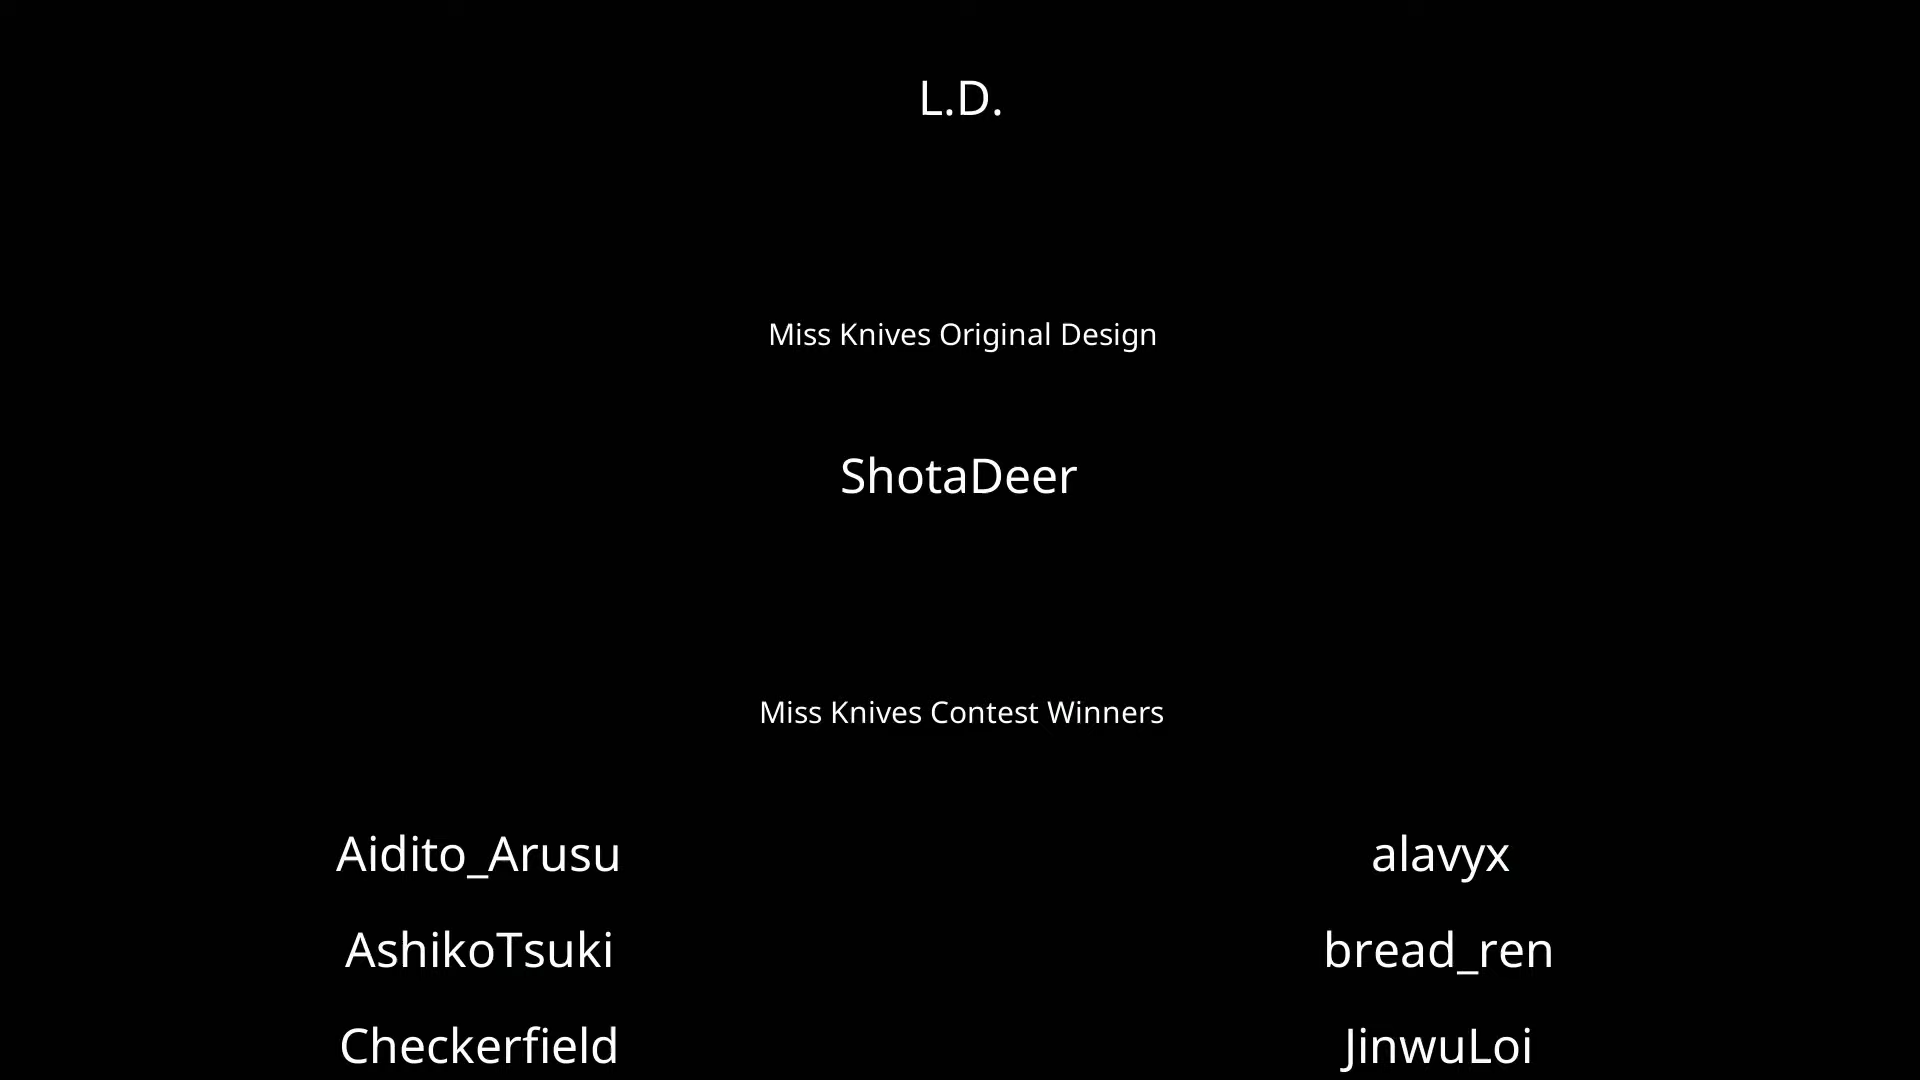 L.D.
Miss Knives Original Design
ShotaDeer
Miss Knives Contest Winners
Aidito_Arusu alavyx
AshikoTsuki bread_ren
Checkerfield JinwuLoi